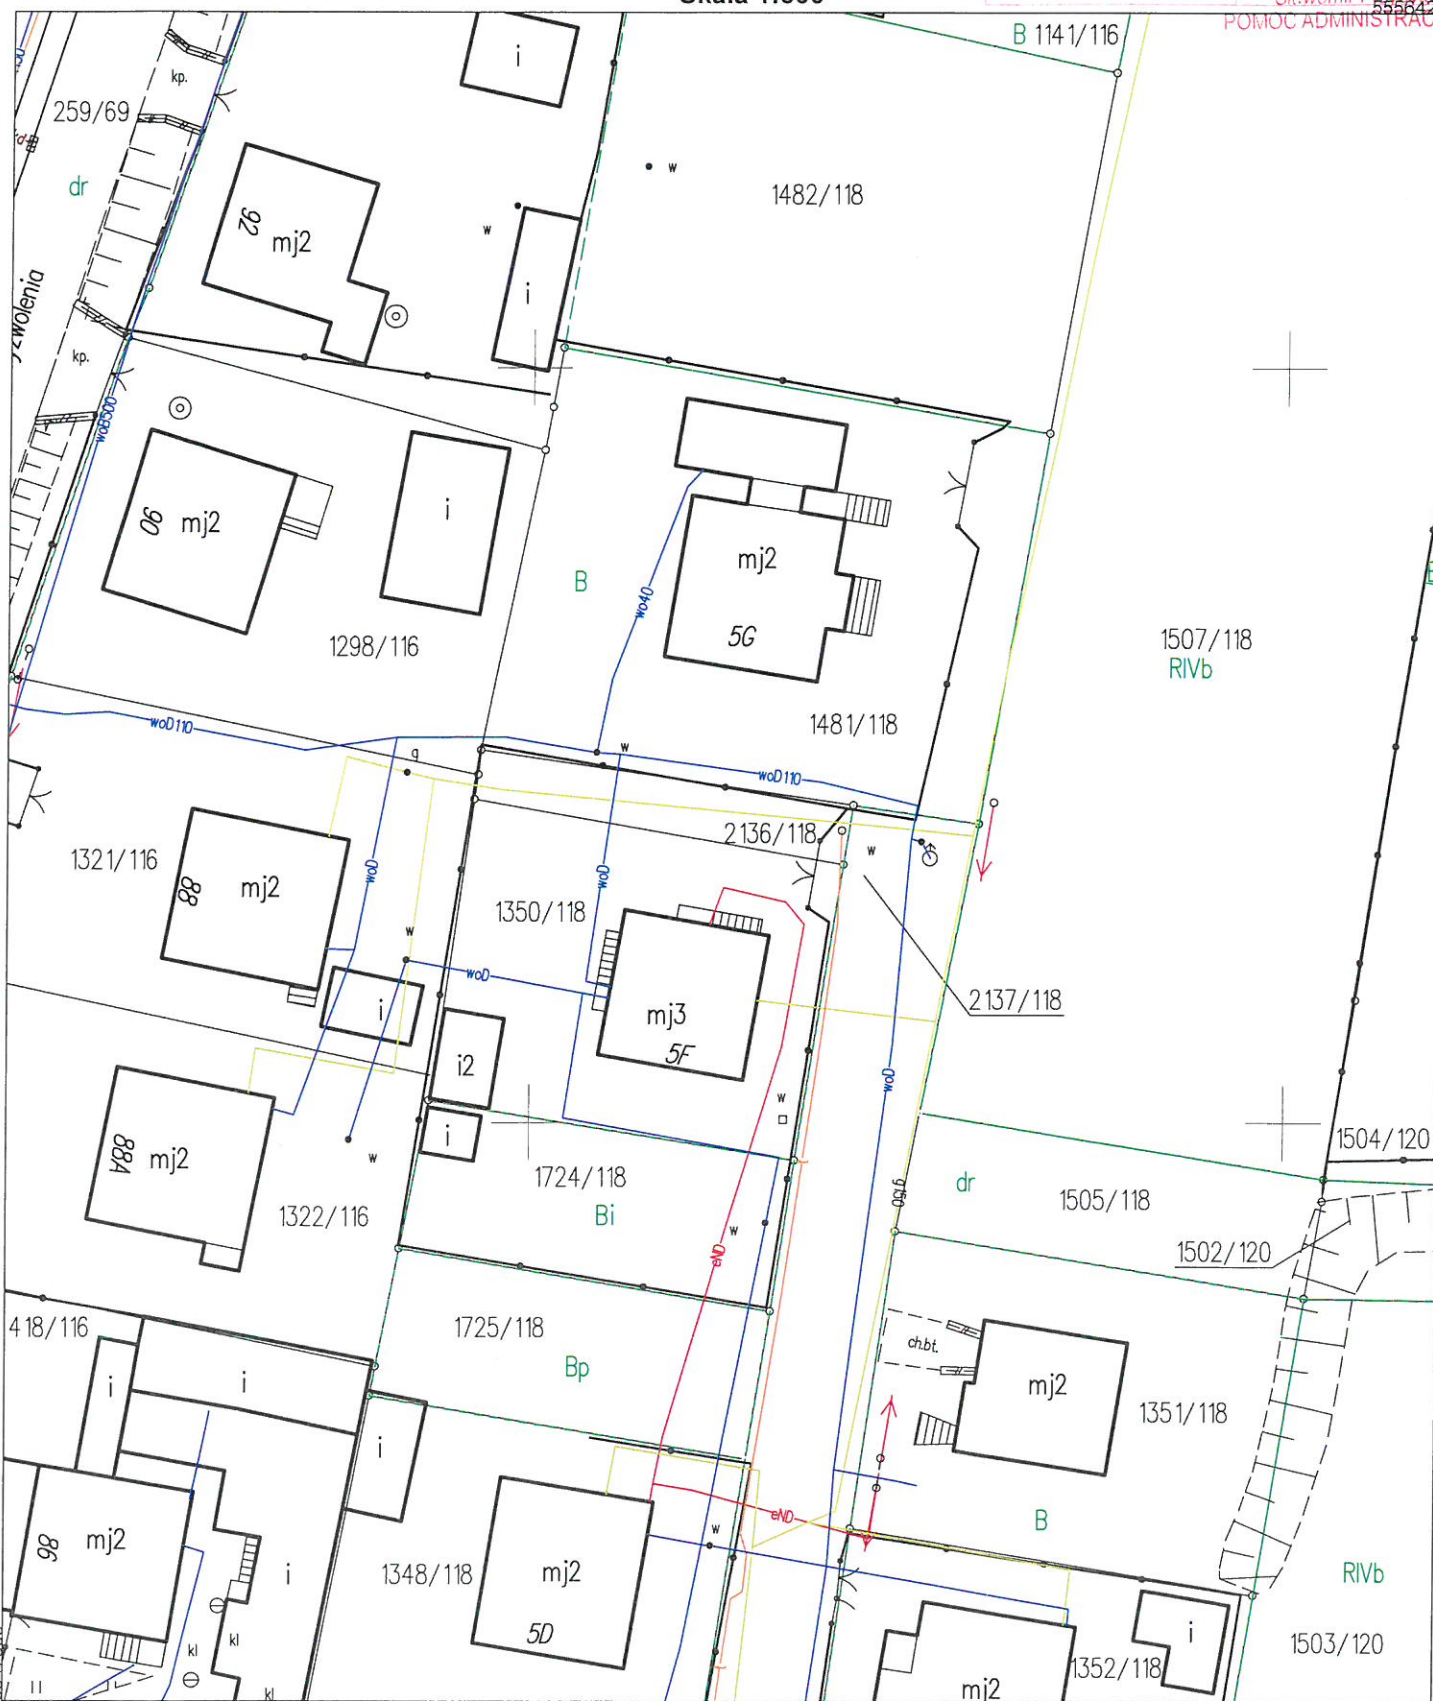 POMOC ADMINISTRAC
B 1141/116
i
kp.
259/69
dr
1482/118
w
92
mj2
w
i
kp.
woB500
90
mj2
i
B
wo40
mj2
5G
1298/116
1507/118
RIVb
1481/118
woD110
g
w
woD110
2136/118
w
1321/116
88
mj2
woD
woD
1350/118
w
woD
2137/118
i
mj3
5F
i2
woD
w
i
1504/120
88A
mj2
w
1724/118
Bi
g150
dr
1505/118
1322/116
w
eND
1502/120
418/116
1725/118
Bp
ch.bt.
i
i
mj2
1351/118
i
eND
w
B
86
mj2
i
1348/118
mj2
5D
RIVb
kl
kl
i
1503/120
1352/118
mj2
kl